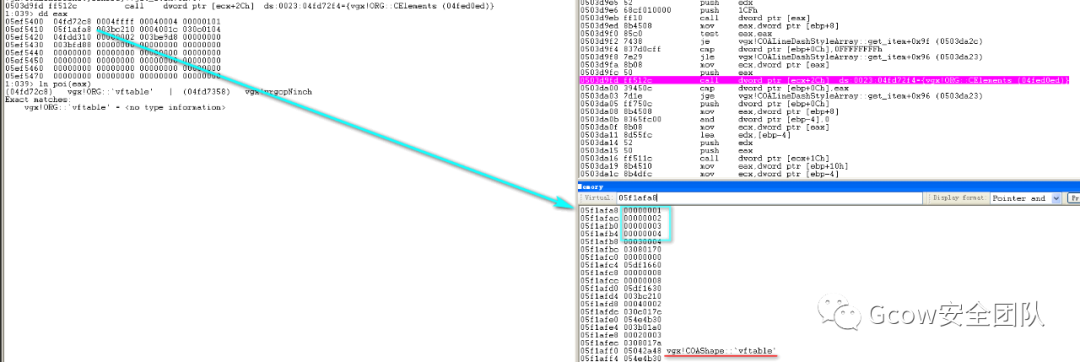 0503d9fd ff512c call dword ptr [ecx+2Ch] ds:0023:04fd72f4={vgx!ORG::CElements (04fed0ed)}
1:039> dd eax
05ef5400 04fd72c8 0004ffff 00040004 00000101
05ef5410 05f1afa8 003bc210 0004001c 030c0104
05ef5420 04fdd310 00000002 003be9d8 00000000
05ef5430 003bfd88 00000000 00000000 00000000
05ef5440 00000000 00000000 00000000 00000000
05ef5450 00000000 00000000 00000000 00000000
05ef5460 00000000 00000000 00000000 00000000
05ef5470 00000000 00000000 00000000 00000000
1:039> ln poi(eax)
(04fd72c8) vgx!ORG::`vftable' | (04fd7358) vgx!vrgcpNinch
Exact matches:
vgx!ORG::`vftable' = <no type information>
0503d9e5 52 push edx
0503d9e6 68cf010000 push 1CFh
0503d9eb ff10 call dword ptr [eax]
0503d9ed 8b4508 mov eax,dword ptr [ebp+8]
0503d9f0 85c0 test eax,eax
0503d9f2 7438 je vgx!COALineDashStyleArray::get_item+0x9f (0503da2c)
0503d9f4 837d0cff cmp dword ptr [ebp+0Ch],0FFFFFFFFh
0503d9f8 7e29 jle vgx!COALineDashStyleArray::get_item+0x96 (0503da23)
0503d9fa 8b08 mov ecx,dword ptr [eax]
0503d9fc 50 push eax
0503d9fd ff512c call dword ptr [ecx+2Ch] ds:0023:04fd72f4={vgx!ORG::CElements (04fed0ed)}
0503da00 39450c cmp dword ptr [ebp+0Ch],eax
0503da03 7d1e jge vgx!COALineDashStyleArray::get_item+0x96 (0503da23)
0503da05 ff750c push dword ptr [ebp+0Ch]
0503da08 8b4508 mov eax,dword ptr [ebp+8]
0503da0b 8365fc00 and dword ptr [ebp-4],0
0503da0f 8b08 mov ecx,dword ptr [eax]
0503da11 8d55fc lea edx,[ebp-4]
0503da14 52 push edx
0503da15 50 push eax
0503da16 ff511c call dword ptr [ecx+1Ch]
0503da19 8b4510 mov eax,dword ptr [ebp+10h]
0503da1c 8b4dfc mov ecx,dword ptr [ebp-4]
Memory
Virtual: 05f1afa8 Display format: Pointer and
05f1afa8 00000001
05f1afac 00000002
05f1afb0 00000003
05f1afb4 00000004
05f1afb8 00030004
05f1afbc 03080170
05f1afc0 00000000
05f1afc4 05df1660
05f1afc8 00000008
05f1afcc 00000008
05f1afd0 05df1630
05f1afd4 003bc210
05f1afd8 00040002
05f1afdc 030c017c
05f1afe0 054e4b30
05f1afe4 003b01a0
05f1afe8 00020003
05f1afec 0308017a
05f1aff0 05042a48 vgx!COAShape::`vftable'
05f1aff4 054e4b30
Gcow安全团队